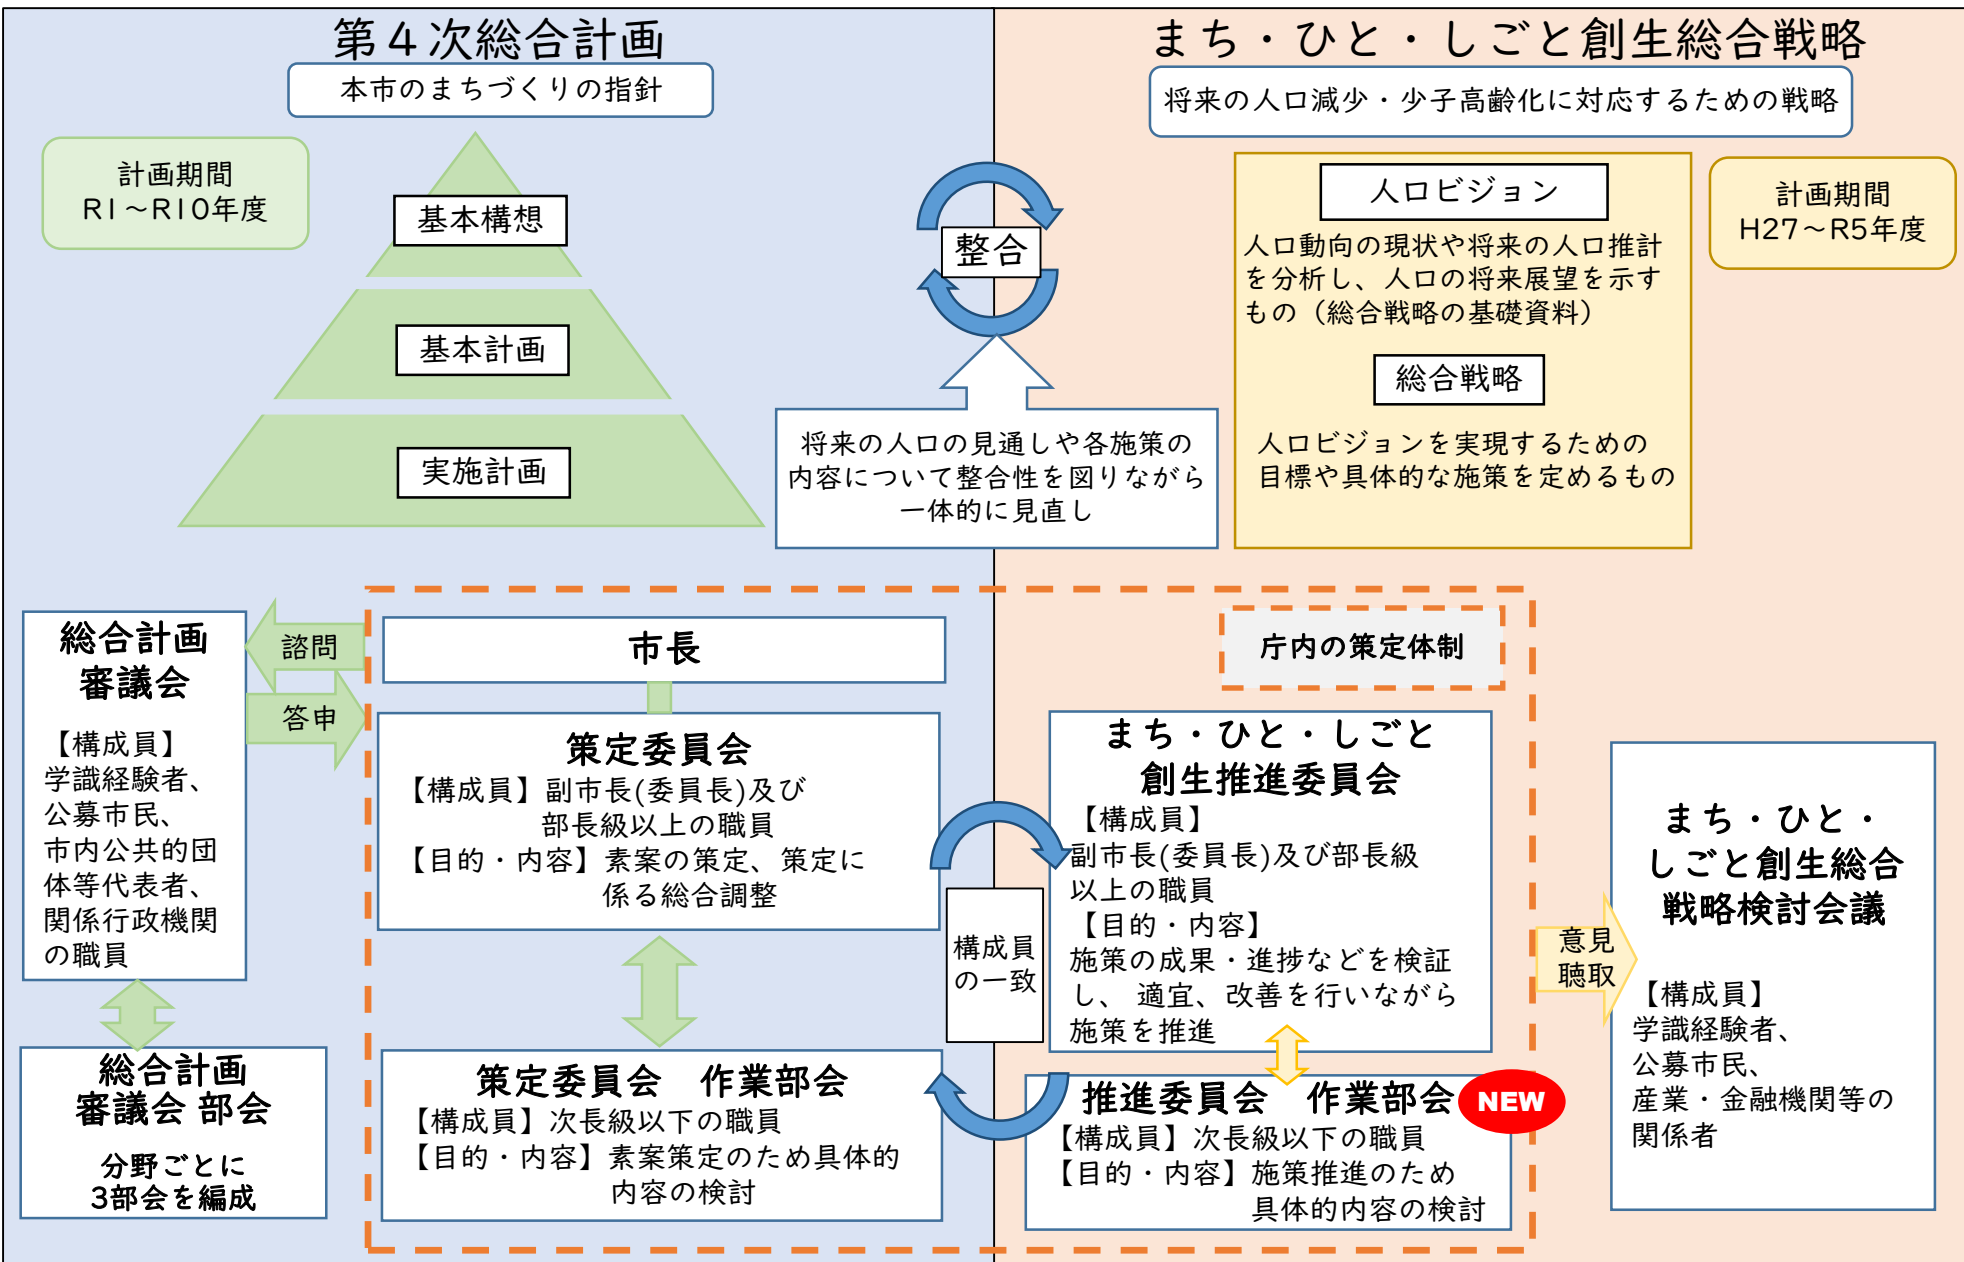 第４次総合計画
本市のまちづくりの指針
計画期間
R1～R10年度
基本構想
基本計画
実施計画
まち・ひと・しごと創生総合戦略
将来の人口減少・少子高齢化に対応するための戦略
人口ビジョン
人口動向の現状や将来の人口推計
を分析し、人口の将来展望を示す
もの（総合戦略の基礎資料）
総合戦略
人口ビジョンを実現するための
目標や具体的な施策を定めるもの
計画期間
H27～R5年度
整合
将来の人口の見通しや各施策の
内容について整合性を図りながら
一体的に見直し
総合計画
審議会
【構成員】
学識経験者、
公募市民、
市内公共的団
体等代表者、
関係行政機関
の職員
諮問
答申
総合計画
審議会 部会
分野ごとに
3部会を編成
市長
策定委員会
【構成員】副市長(委員長)及び
部長級以上の職員
【目的・内容】素案の策定、策定に
係る総合調整
策定委員会　作業部会
【構成員】次長級以下の職員
【目的・内容】素案策定のため具体的
内容の検討
構成員
の一致
庁内の策定体制
まち・ひと・しごと
創生推進委員会
【構成員】
副市長(委員長)及び部長級
以上の職員
【目的・内容】
施策の成果・進捗などを検証
し、 適宜、改善を行いながら
施策を推進
推進委員会　作業部会
NEW
【構成員】次長級以下の職員
【目的・内容】施策推進のため
具体的内容の検討
意見
聴取
まち・ひと・
しごと創生総合
戦略検討会議
【構成員】
学識経験者、
公募市民、
産業・金融機関等の
関係者